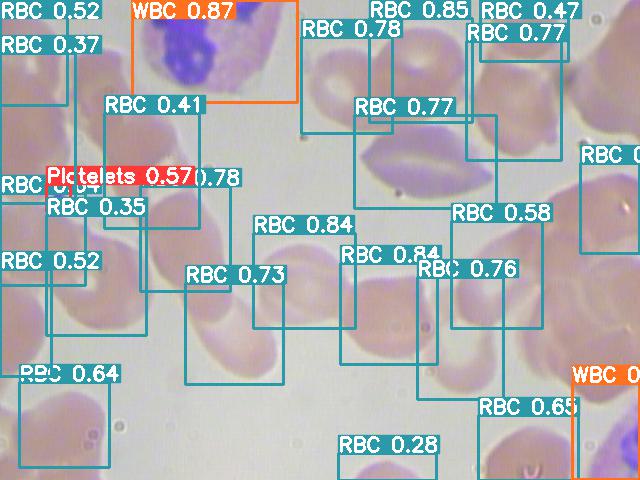 RBC 0.52
WBC 0.87
RBC 0.85
RBC 0.47
RBC 0.37
RBC 0.78
RBC 0.77
RBC 0.41
RBC 0.77
RBC
Platelets 0.57
0.78
RBC
RBC 0.35
RBC 0.84
RBC 0.58
RBC 0.52
RBC 0.73
RBC 0.84
RBC 0.76
RBC 0.64
WBC
RBC 0.65
RBC 0.28